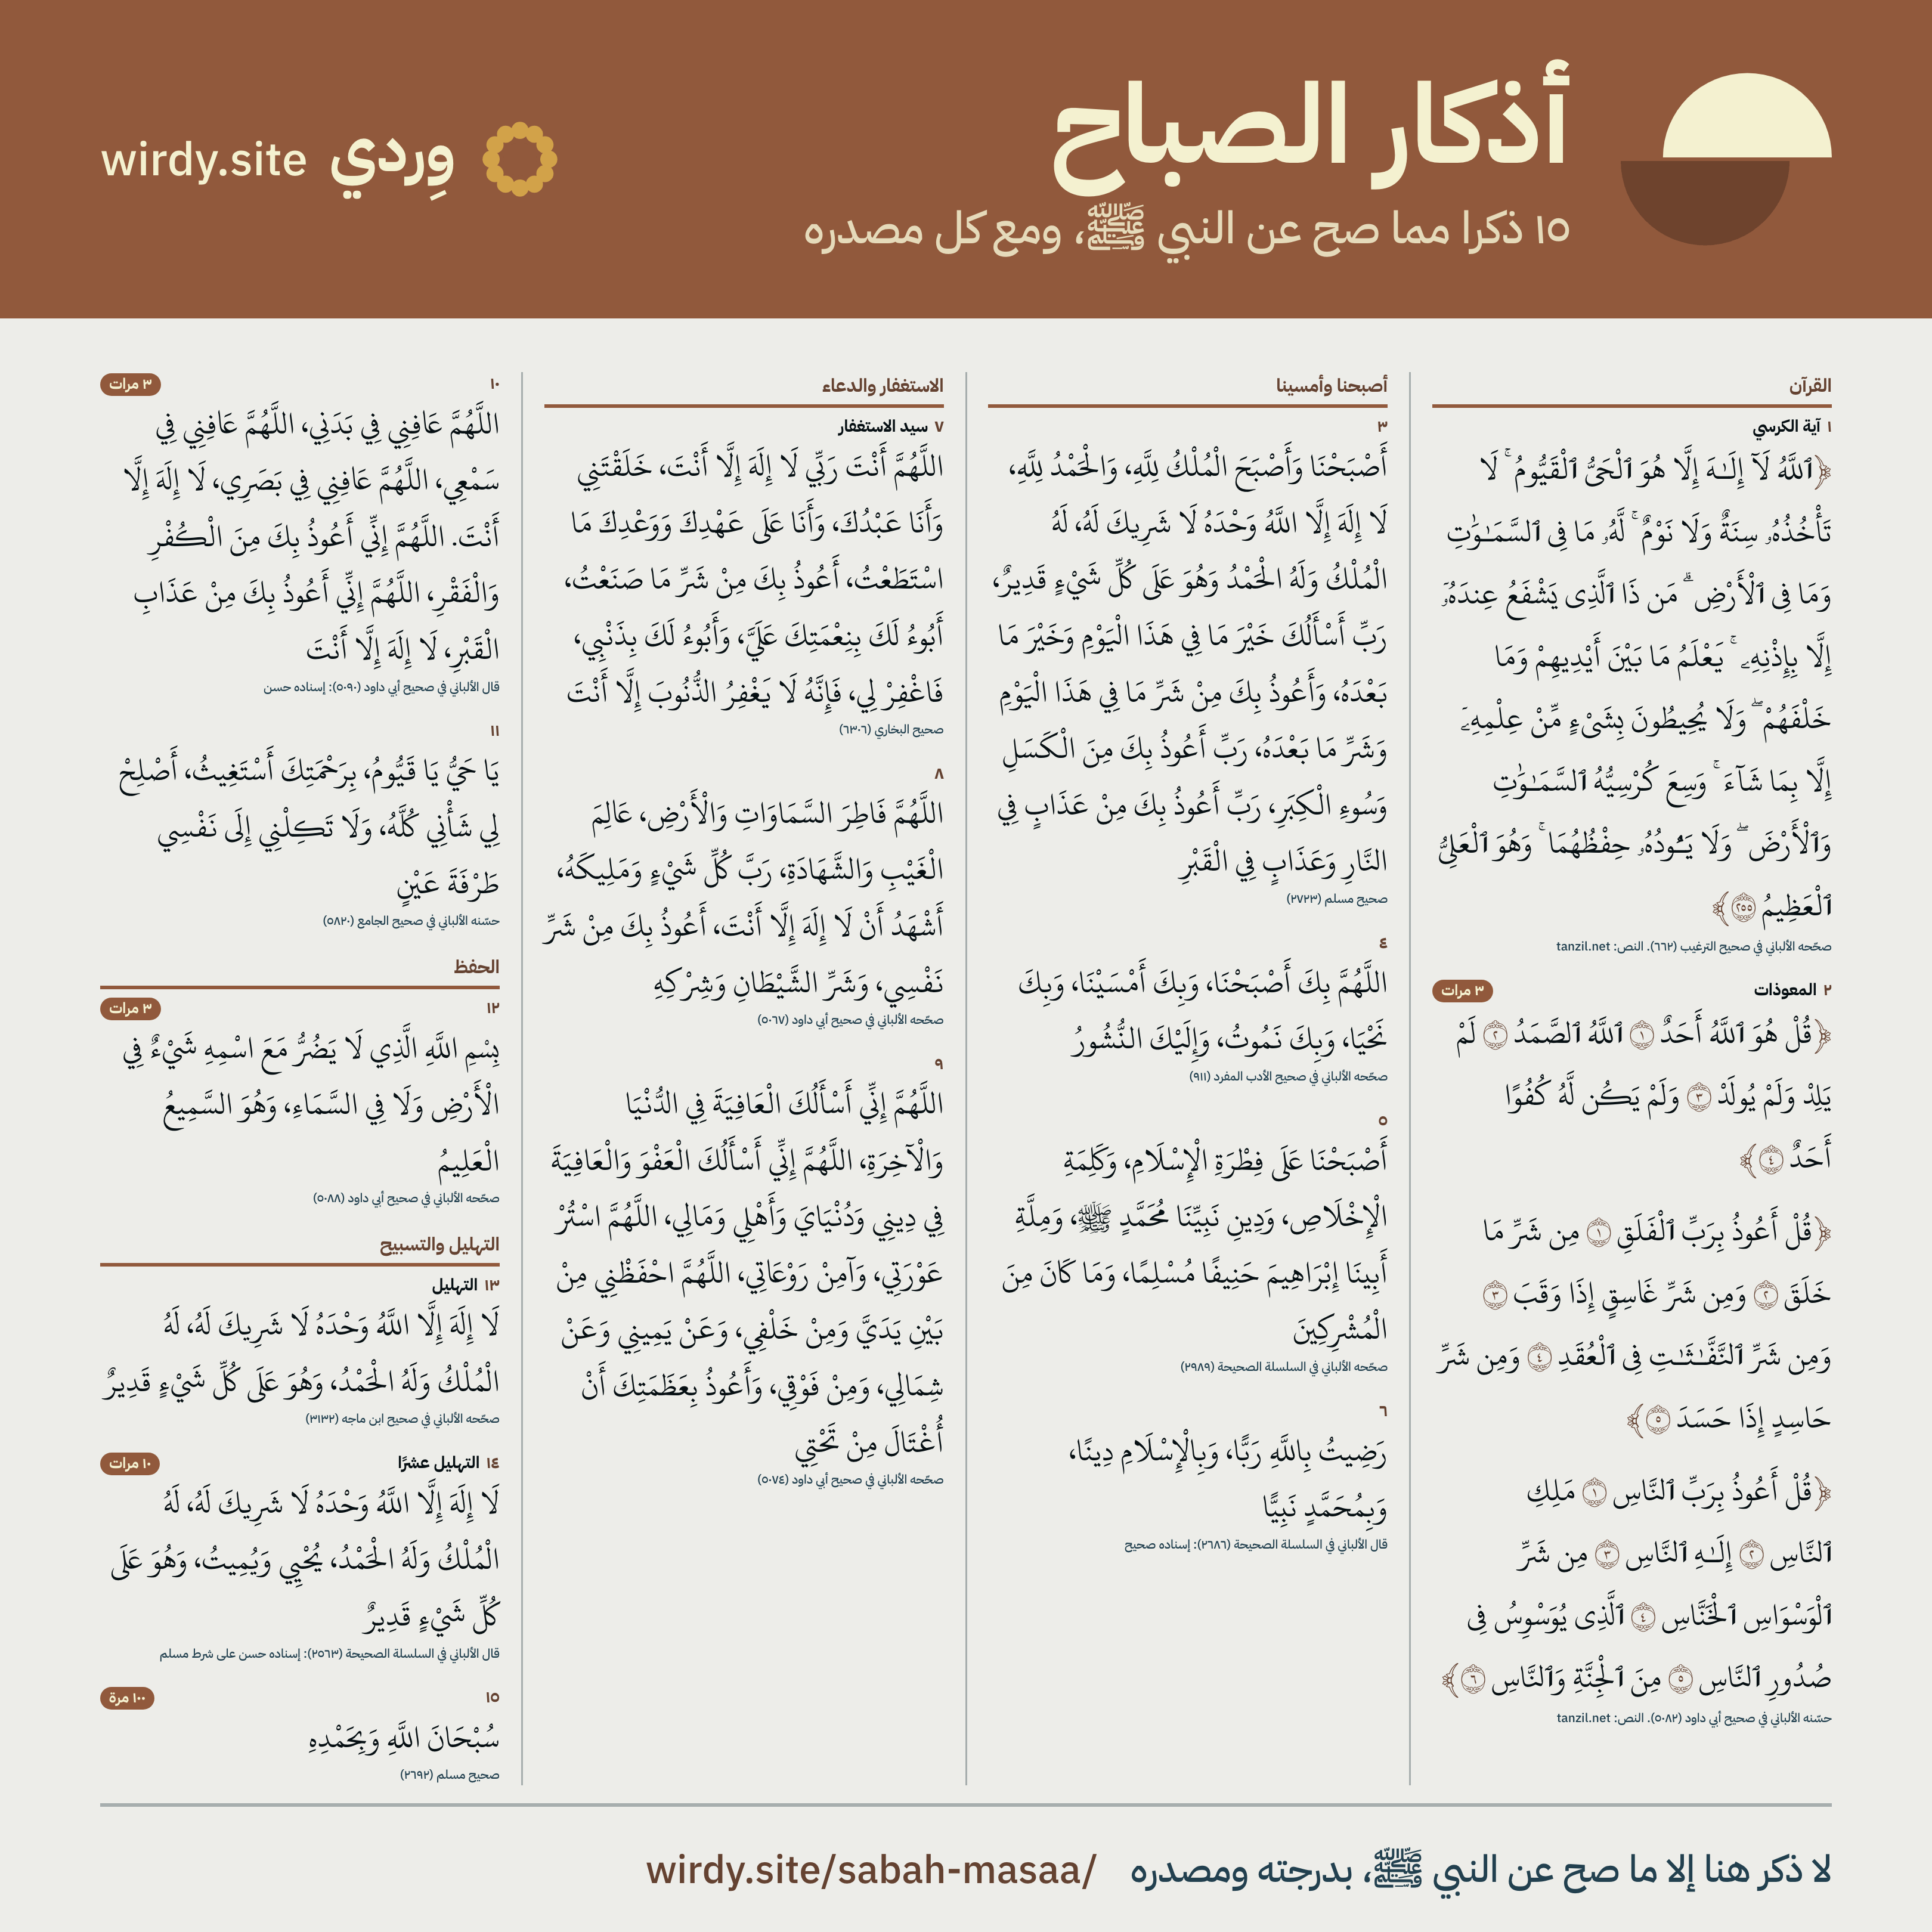 أذكار الصباح
١٥ ذكرا مما صح عن النبي ﷺ، ومع كل مصدره
وِردي wirdy.site
القرآن
١ آية الكرسي
﴿ٱللَّهُ لَآ إِلَـٰهَ إِلَّا هُوَ ٱلْحَىُّ ٱلْقَيُّومُ ۚ لَا
تَأْخُذُهُۥ سِنَةٌ وَلَا نَوْمٌ ۚ لَّهُۥ مَا فِى ٱلسَّمَـٰوَٰتِ
وَمَا فِى ٱلْأَرْضِ ۗ مَن ذَا ٱلَّذِى يَشْفَعُ عِندَهُۥٓ
إِلَّا بِإِذْنِهِۦ ۚ يَعْلَمُ مَا بَيْنَ أَيْدِيهِمْ وَمَا
خَلْفَهُمْ ۖ وَلَا يُحِيطُونَ بِشَىْءٍ مِّنْ عِلْمِهِۦٓ
إِلَّا بِمَا شَآءَ ۚ وَسِعَ كُرْسِيُّهُ ٱلسَّمَـٰوَٰتِ
وَٱلْأَرْضَ ۖ وَلَا يَـُٔودُهُۥ حِفْظُهُمَا ۚ وَهُوَ ٱلْعَلِىُّ
ٱلْعَظِيمُ ۝٢٥٥﴾
صحّحه الألباني في صحيح الترغيب (٦٦٢). النص: tanzil.net
٢ المعوذات
٣ مرات
﴿قُلْ هُوَ ٱللَّهُ أَحَدٌ ۝١ ٱللَّهُ ٱلصَّمَدُ ۝٢ لَمْ
يَلِدْ وَلَمْ يُولَدْ ۝٣ وَلَمْ يَكُن لَّهُ كُفُوًا
أَحَدٌ ۝٤﴾
﴿قُلْ أَعُوذُ بِرَبِّ ٱلْفَلَقِ ۝١ مِن شَرِّ مَا
خَلَقَ ۝٢ وَمِن شَرِّ غَاسِقٍ إِذَا وَقَبَ ۝٣
وَمِن شَرِّ ٱلنَّفَّـٰثَـٰتِ فِى ٱلْعُقَدِ ۝٤ وَمِن شَرِّ
حَاسِدٍ إِذَا حَسَدَ ۝٥﴾
﴿قُلْ أَعُوذُ بِرَبِّ ٱلنَّاسِ ۝١ مَلِكِ
ٱلنَّاسِ ۝٢ إِلَـٰهِ ٱلنَّاسِ ۝٣ مِن شَرِّ
ٱلْوَسْوَاسِ ٱلْخَنَّاسِ ۝٤ ٱلَّذِى يُوَسْوِسُ فِى
صُدُورِ ٱلنَّاسِ ۝٥ مِنَ ٱلْجِنَّةِ وَٱلنَّاسِ ۝٦﴾
حسّنه الألباني في صحيح أبي داود (٥٠٨٢). النص: tanzil.net
أصبحنا وأمسينا
٣
أَصْبَحْنَا وَأَصْبَحَ الْمُلْكُ لِلَّهِ، وَالْحَمْدُ لِلَّهِ،
لَا إِلَهَ إِلَّا اللَّهُ وَحْدَهُ لَا شَرِيكَ لَهُ، لَهُ
الْمُلْكُ وَلَهُ الْحَمْدُ وَهُوَ عَلَى كُلِّ شَيْءٍ قَدِيرٌ،
رَبِّ أَسْأَلُكَ خَيْرَ مَا فِي هَذَا الْيَوْمِ وَخَيْرَ مَا
بَعْدَهُ، وَأَعُوذُ بِكَ مِنْ شَرِّ مَا فِي هَذَا الْيَوْمِ
وَشَرِّ مَا بَعْدَهُ، رَبِّ أَعُوذُ بِكَ مِنَ الْكَسَلِ
وَسُوءِ الْكِبَرِ، رَبِّ أَعُوذُ بِكَ مِنْ عَذَابٍ فِي
النَّارِ وَعَذَابٍ فِي الْقَبْرِ
صحيح مسلم (٢٧٢٣)
٤
اللَّهُمَّ بِكَ أَصْبَحْنَا، وَبِكَ أَمْسَيْنَا، وَبِكَ
نَحْيَا، وَبِكَ نَمُوتُ، وَإِلَيْكَ النُّشُورُ
صحّحه الألباني في صحيح الأدب المفرد (٩١١)
٥
أَصْبَحْنَا عَلَى فِطْرَةِ الْإِسْلَامِ، وَكَلِمَةِ
الْإِخْلَاصِ، وَدِينِ نَبِيِّنَا مُحَمَّدٍ ﷺ، وَمِلَّةِ
أَبِينَا إِبْرَاهِيمَ حَنِيفًا مُسْلِمًا، وَمَا كَانَ مِنَ
الْمُشْرِكِينَ
صحّحه الألباني في السلسلة الصحيحة (٢٩٨٩)
٦
رَضِيتُ بِاللَّهِ رَبًّا، وَبِالْإِسْلَامِ دِينًا،
وَبِمُحَمَّدٍ نَبِيًّا
قال الألباني في السلسلة الصحيحة (٢٦٨٦): إسناده صحيح
الاستغفار والدعاء
٧ سيد الاستغفار
اللَّهُمَّ أَنْتَ رَبِّي لَا إِلَهَ إِلَّا أَنْتَ، خَلَقْتَنِي
وَأَنَا عَبْدُكَ، وَأَنَا عَلَى عَهْدِكَ وَوَعْدِكَ مَا
اسْتَطَعْتُ، أَعُوذُ بِكَ مِنْ شَرِّ مَا صَنَعْتُ،
أَبُوءُ لَكَ بِنِعْمَتِكَ عَلَيَّ، وَأَبُوءُ لَكَ بِذَنْبِي،
فَاغْفِرْ لِي، فَإِنَّهُ لَا يَغْفِرُ الذُّنُوبَ إِلَّا أَنْتَ
صحيح البخاري (٦٣٠٦)
٨
اللَّهُمَّ فَاطِرَ السَّمَاوَاتِ وَالْأَرْضِ، عَالِمَ
الْغَيْبِ وَالشَّهَادَةِ، رَبَّ كُلِّ شَيْءٍ وَمَلِيكَهُ،
أَشْهَدُ أَنْ لَا إِلَهَ إِلَّا أَنْتَ، أَعُوذُ بِكَ مِنْ شَرِّ
نَفْسِي، وَشَرِّ الشَّيْطَانِ وَشِرْكِهِ
صحّحه الألباني في صحيح أبي داود (٥٠٦٧)
٩
اللَّهُمَّ إِنِّي أَسْأَلُكَ الْعَافِيَةَ فِي الدُّنْيَا
وَالْآخِرَةِ، اللَّهُمَّ إِنِّي أَسْأَلُكَ الْعَفْوَ وَالْعَافِيَةَ
فِي دِينِي وَدُنْيَايَ وَأَهْلِي وَمَالِي، اللَّهُمَّ اسْتُرْ
عَوْرَتِي، وَآمِنْ رَوْعَاتِي، اللَّهُمَّ احْفَظْنِي مِنْ
بَيْنِ يَدَيَّ وَمِنْ خَلْفِي، وَعَنْ يَمِينِي وَعَنْ
شِمَالِي، وَمِنْ فَوْقِي، وَأَعُوذُ بِعَظَمَتِكَ أَنْ
أُغْتَالَ مِنْ تَحْتِي
صحّحه الألباني في صحيح أبي داود (٥٠٧٤)
١٠
٣ مرات
اللَّهُمَّ عَافِنِي فِي بَدَنِي، اللَّهُمَّ عَافِنِي فِي
سَمْعِي، اللَّهُمَّ عَافِنِي فِي بَصَرِي، لَا إِلَهَ إِلَّا
أَنْتَ. اللَّهُمَّ إِنِّي أَعُوذُ بِكَ مِنَ الْكُفْرِ
وَالْفَقْرِ، اللَّهُمَّ إِنِّي أَعُوذُ بِكَ مِنْ عَذَابِ
الْقَبْرِ، لَا إِلَهَ إِلَّا أَنْتَ
قال الألباني في صحيح أبي داود (٥٠٩٠): إسناده حسن
١١
يَا حَيُّ يَا قَيُّومُ، بِرَحْمَتِكَ أَسْتَغِيثُ، أَصْلِحْ
لِي شَأْنِي كُلَّهُ، وَلَا تَكِلْنِي إِلَى نَفْسِي
طَرْفَةَ عَيْنٍ
حسّنه الألباني في صحيح الجامع (٥٨٢٠)
الحفظ
١٢
٣ مرات
بِسْمِ اللَّهِ الَّذِي لَا يَضُرُّ مَعَ اسْمِهِ شَيْءٌ فِي
الْأَرْضِ وَلَا فِي السَّمَاءِ، وَهُوَ السَّمِيعُ
الْعَلِيمُ
صحّحه الألباني في صحيح أبي داود (٥٠٨٨)
التهليل والتسبيح
١٣ التهليل
لَا إِلَهَ إِلَّا اللَّهُ وَحْدَهُ لَا شَرِيكَ لَهُ، لَهُ
الْمُلْكُ وَلَهُ الْحَمْدُ، وَهُوَ عَلَى كُلِّ شَيْءٍ قَدِيرٌ
صحّحه الألباني في صحيح ابن ماجه (٣١٣٢)
١٤ التهليل عشرًا
١٠ مرات
لَا إِلَهَ إِلَّا اللَّهُ وَحْدَهُ لَا شَرِيكَ لَهُ، لَهُ
الْمُلْكُ وَلَهُ الْحَمْدُ، يُحْيِي وَيُمِيتُ، وَهُوَ عَلَى
كُلِّ شَيْءٍ قَدِيرٌ
قال الألباني في السلسلة الصحيحة (٢٥٦٣): إسناده حسن على شرط مسلم
١٥
١٠٠ مرة
سُبْحَانَ اللَّهِ وَبِحَمْدِهِ
صحيح مسلم (٢٦٩٢)
لا ذكر هنا إلا ما صح عن النبي ﷺ، بدرجته ومصدره wirdy.site/sabah-masaa/